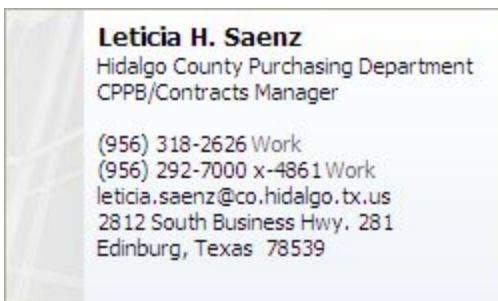 Leticia H. Saenz
Hidalgo County Purchasing Department
CPPB/Contracts Manager
(956) 318-2626 Work
(956) 292-7000 x-4861 Work
leticia.saenz@co.hidalgo.tx.us
2812 South Business Hwy. 281
Edinburg, Texas 78539